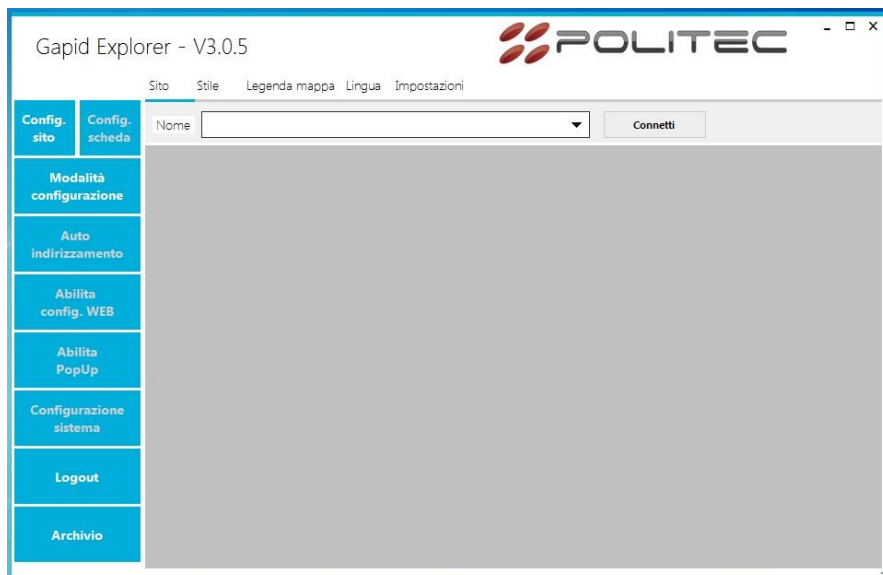 Gapid Explorer - V3.0.5
POLITEC
Sito Stile Legenda mappa Lingua Impostazioni
Config.
sito
Config.
scheda
Nome
Connetti
Modalità
configurazione
Auto
indirizzamento
Abilita
config. WEB
Abilita
PopUp
Configurazione
sistema
Logout
Archivio